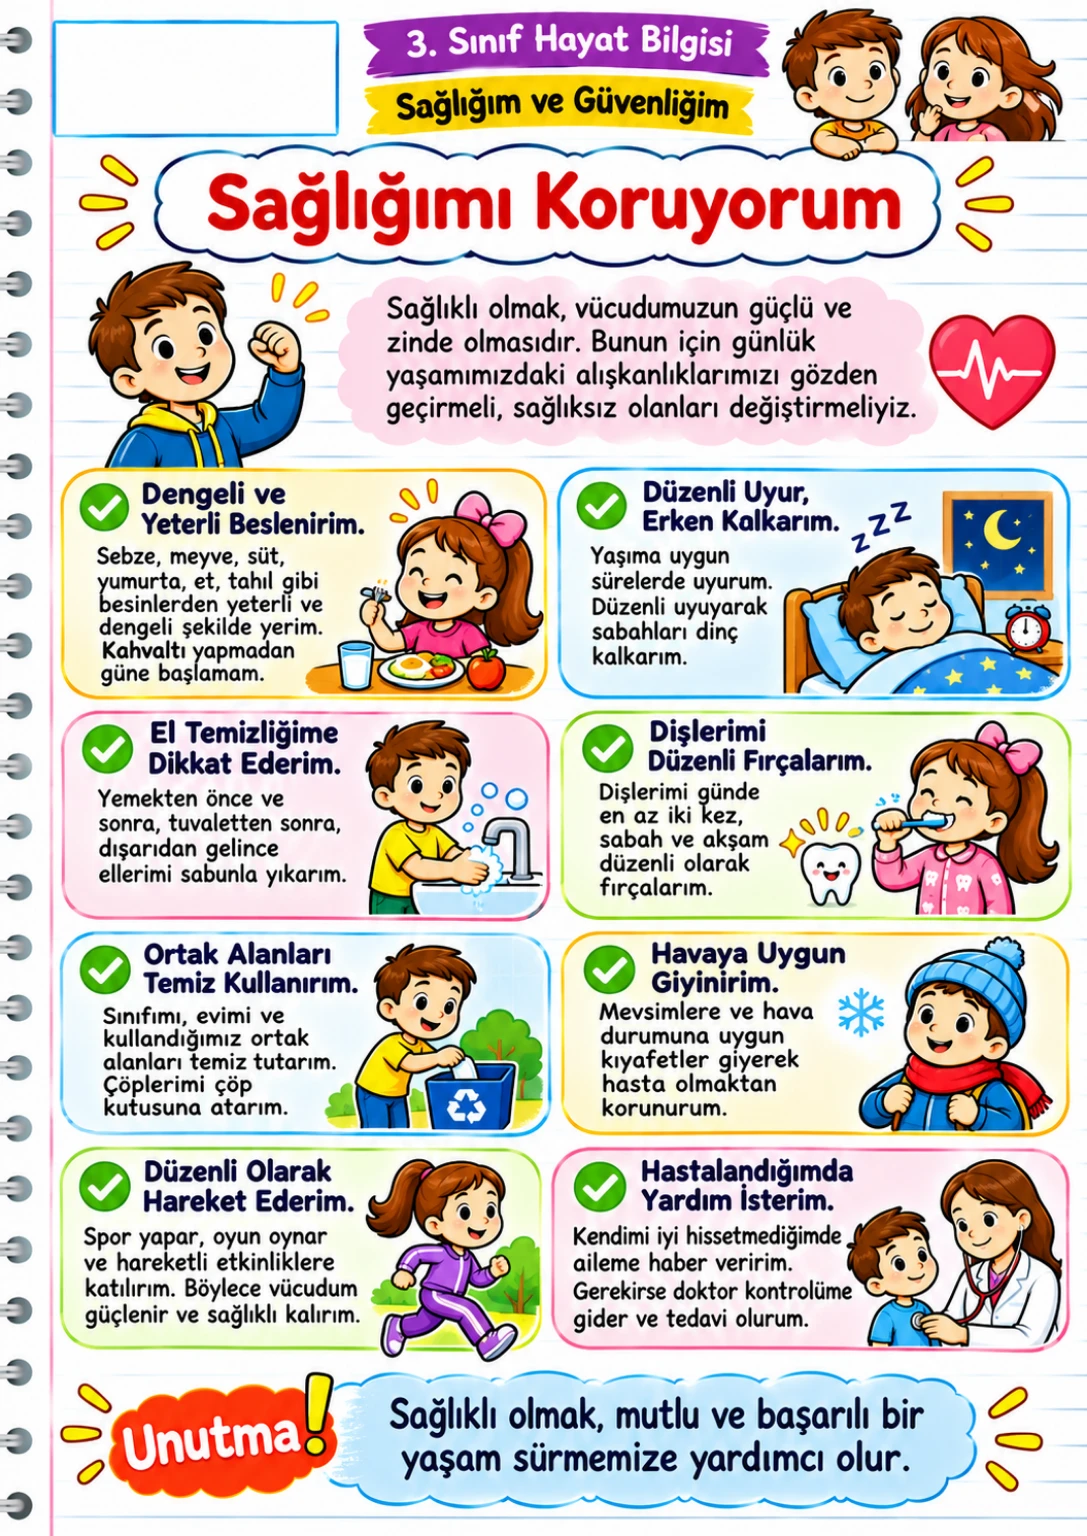 3. Sınıf Hayat Bilgisi
Sağlığım ve Güvenliğim
Sağlığımı Koruyorum
Sağlıklı olmak, vücudumuzun güçlü ve
zinde olmasıdır. Bunun için günlük
yaşamımızdaki alışkanlıklarımızı gözden
geçirmeli, sağlıksız olanları değiştirmeliyiz.
Dengeli ve
Yeterli Beslenirim.
Sebze, meyve, süt,
yumurta, et, tahıl gibi
besinlerden yeterli ve
dengeli şekilde yerim.
Kahvaltı yapmadan
güne başlamam.
Düzenli Uyur,
Erken Kalkarım.
zZZ
Yaşıma uygun
sürelerde uyurum.
Düzenli uyuyarak
sabahları dinç
kalkarım.
El Temizliğime
Dikkat Ederim.
Yemekten önce ve
sonra, tuvaletten sonra,
dışarıdan gelince
ellerimi sabunla yıkarım.
Dişlerimi
Düzenli Fırçalarım.
Dişlerimi günde
en az iki kez,
sabah ve akşam
düzenli olarak
fırçalarım.
Ortak Alanları
Temiz Kullanırım.
Sınıfımı, evimi ve
kullandığımız ortak
alanları temiz tutarım.
Çöplerimi çöp
kutusuna atarım.
Havaya Uygun
Giyinirim.
Mevsimlere ve hava
durumuna uygun
kıyafetler giyerek
hasta olmaktan
korunurum.
Düzenli Olarak
Hareket Ederim.
Spor yapar, oyun oynar
ve hareketli etkinliklere
katılırım. Böylece vücudum
güçlenir ve sağlıklı kalırım.
Hastalandığımda
Yardım İsterim.
Kendimi iyi hissetmediğimde
aileme haber veririm.
Gerekirse doktor kontrolüme
gider ve tedavi olurum.
Unutma!
Sağlıklı olmak, mutlu ve başarılı bir
yaşam sürmemize yardımcı olur.